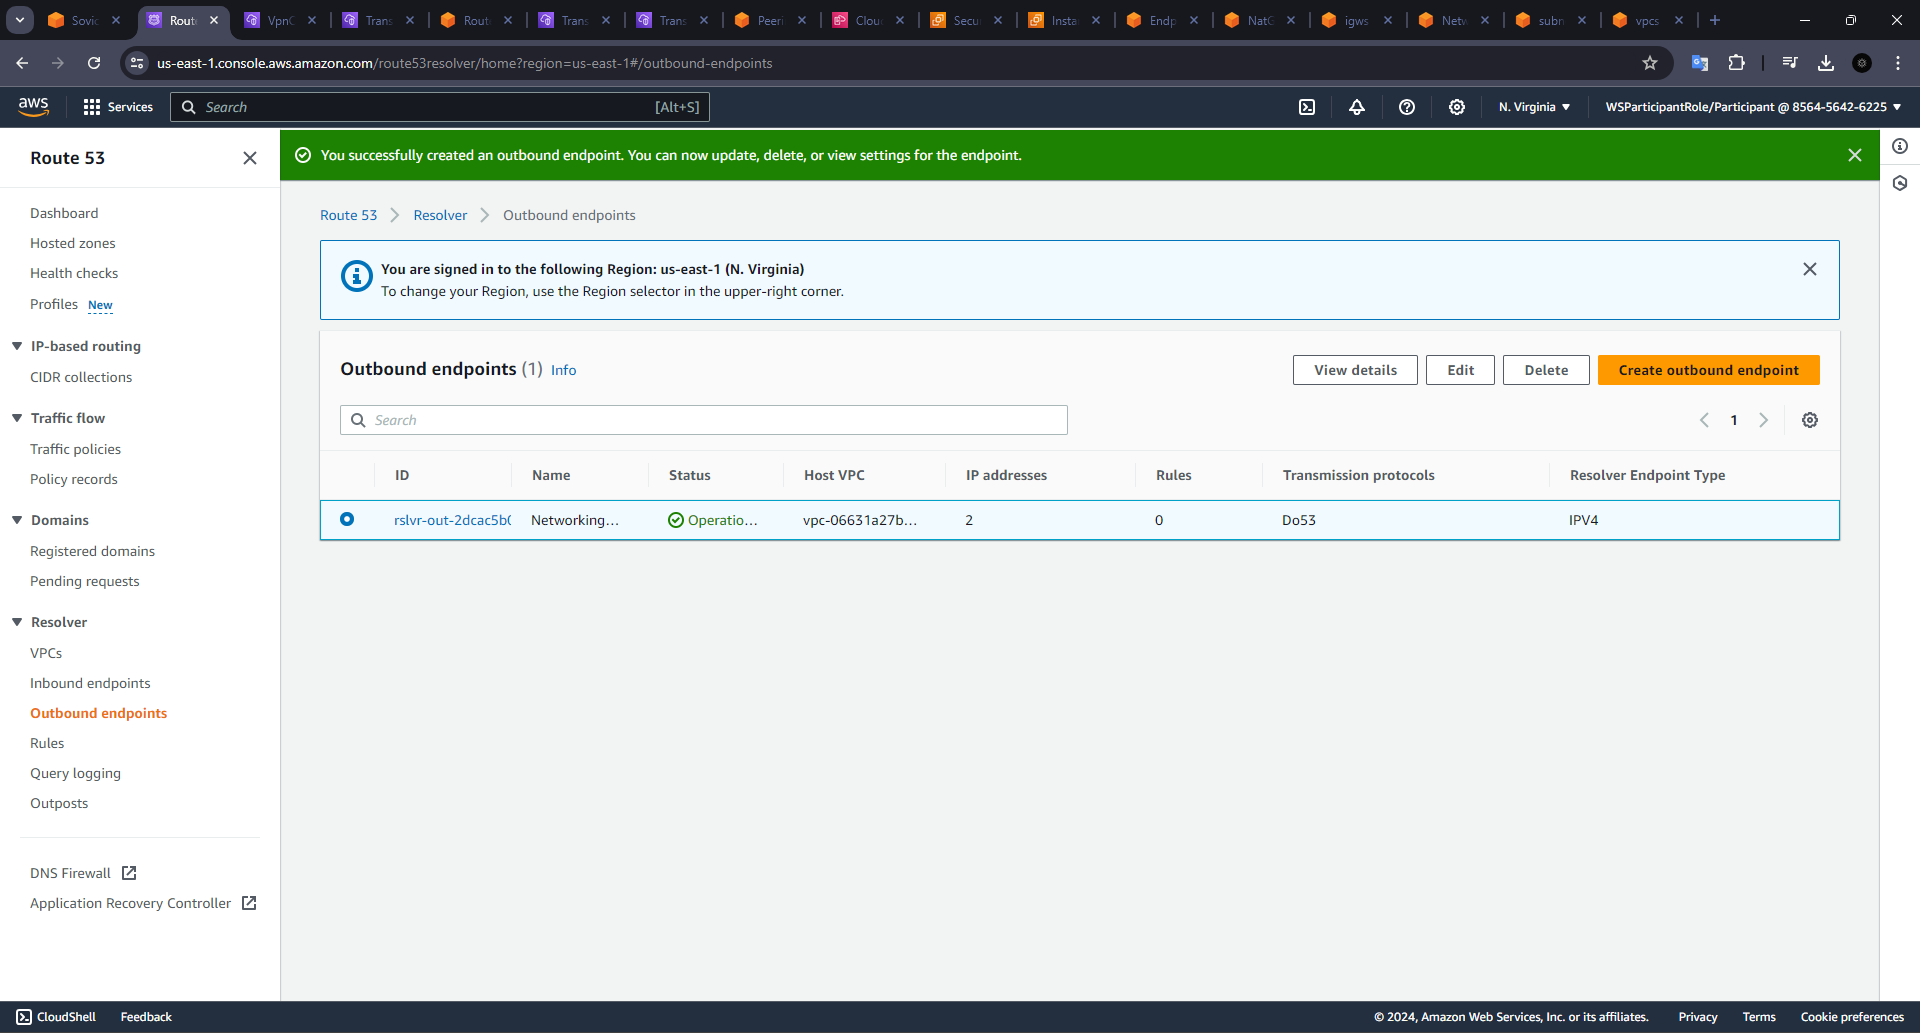 Sovic
Route
VpnC
Trans
Route
Trans
Trans
Peeri
Clou
Secu
Insta
Endp
NatG
igws
Netw
subn
vpcs
us-east-1.console.aws.amazon.com/route53resolver/home?region=us-east-1#/outbound-endpoints
aws
Services
Search
[Alt+S]
N. Virginia
WSParticipantRole/Participant @ 8564-5642-6225
Route 53
You successfully created an outbound endpoint. You can now update, delete, or view settings for the endpoint.
Dashboard
Hosted zones
Health checks
Profiles New
IP-based routing
CIDR collections
Traffic flow
Traffic policies
Policy records
Domains
Registered domains
Pending requests
Resolver
VPCs
Inbound endpoints
Outbound endpoints
Rules
Query logging
Outposts
DNS Firewall
Application Recovery Controller
Route 53 > Resolver > Outbound endpoints
You are signed in to the following Region: us-east-1 (N. Virginia)
To change your Region, use the Region selector in the upper-right corner.
Outbound endpoints (1) Info
View details
Edit
Delete
Create outbound endpoint
Search
1
ID Name Status Host VPC IP addresses Rules Transmission protocols Resolver Endpoint Type
rslvr-out-2dcac5b0 Networking... Operatio... vpc-06631a27b... 2 0 Do53 IPV4
CloudShell
Feedback
© 2024, Amazon Web Services, Inc. or its affiliates.
Privacy
Terms
Cookie preferences